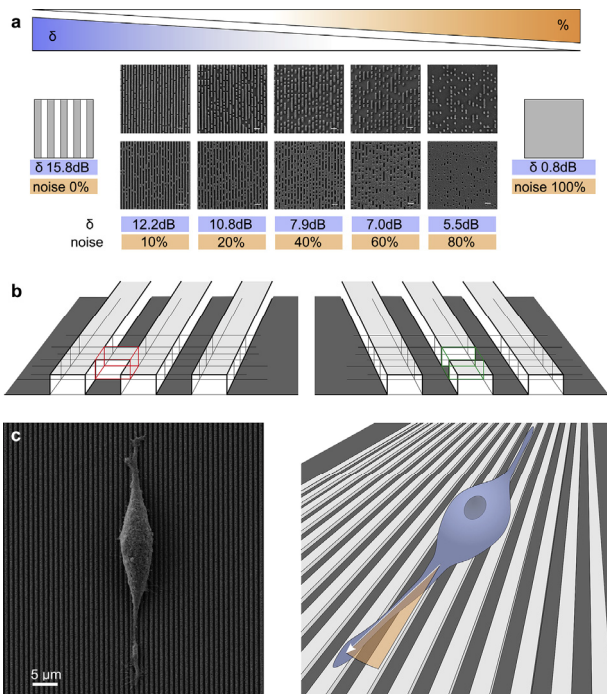 a
δ
%
δ 15.8dB
noise 0%
δ 0.8dB
noise 100%
δ 12.2dB 10.8dB 7.9dB 7.0dB 5.5dB
noise 10% 20% 40% 60% 80%
b
c
5 µm